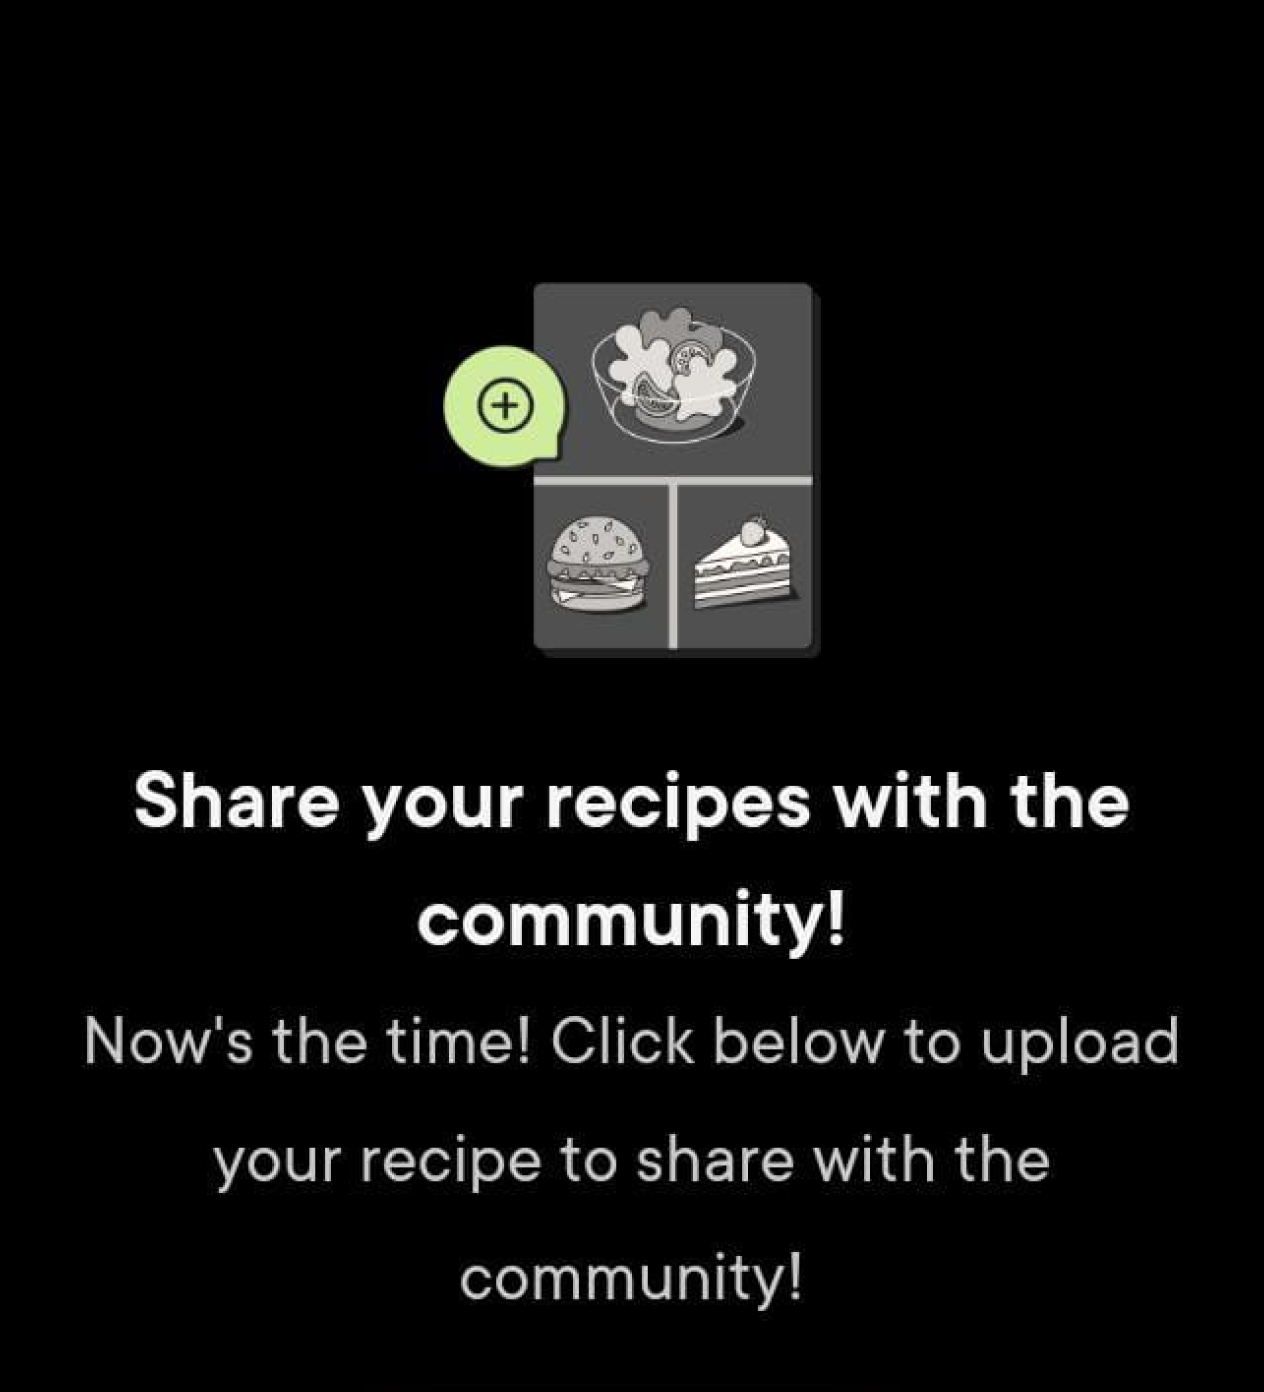 Share your recipes with the
community!
Now's the time! Click below to upload
your recipe to share with the
community!